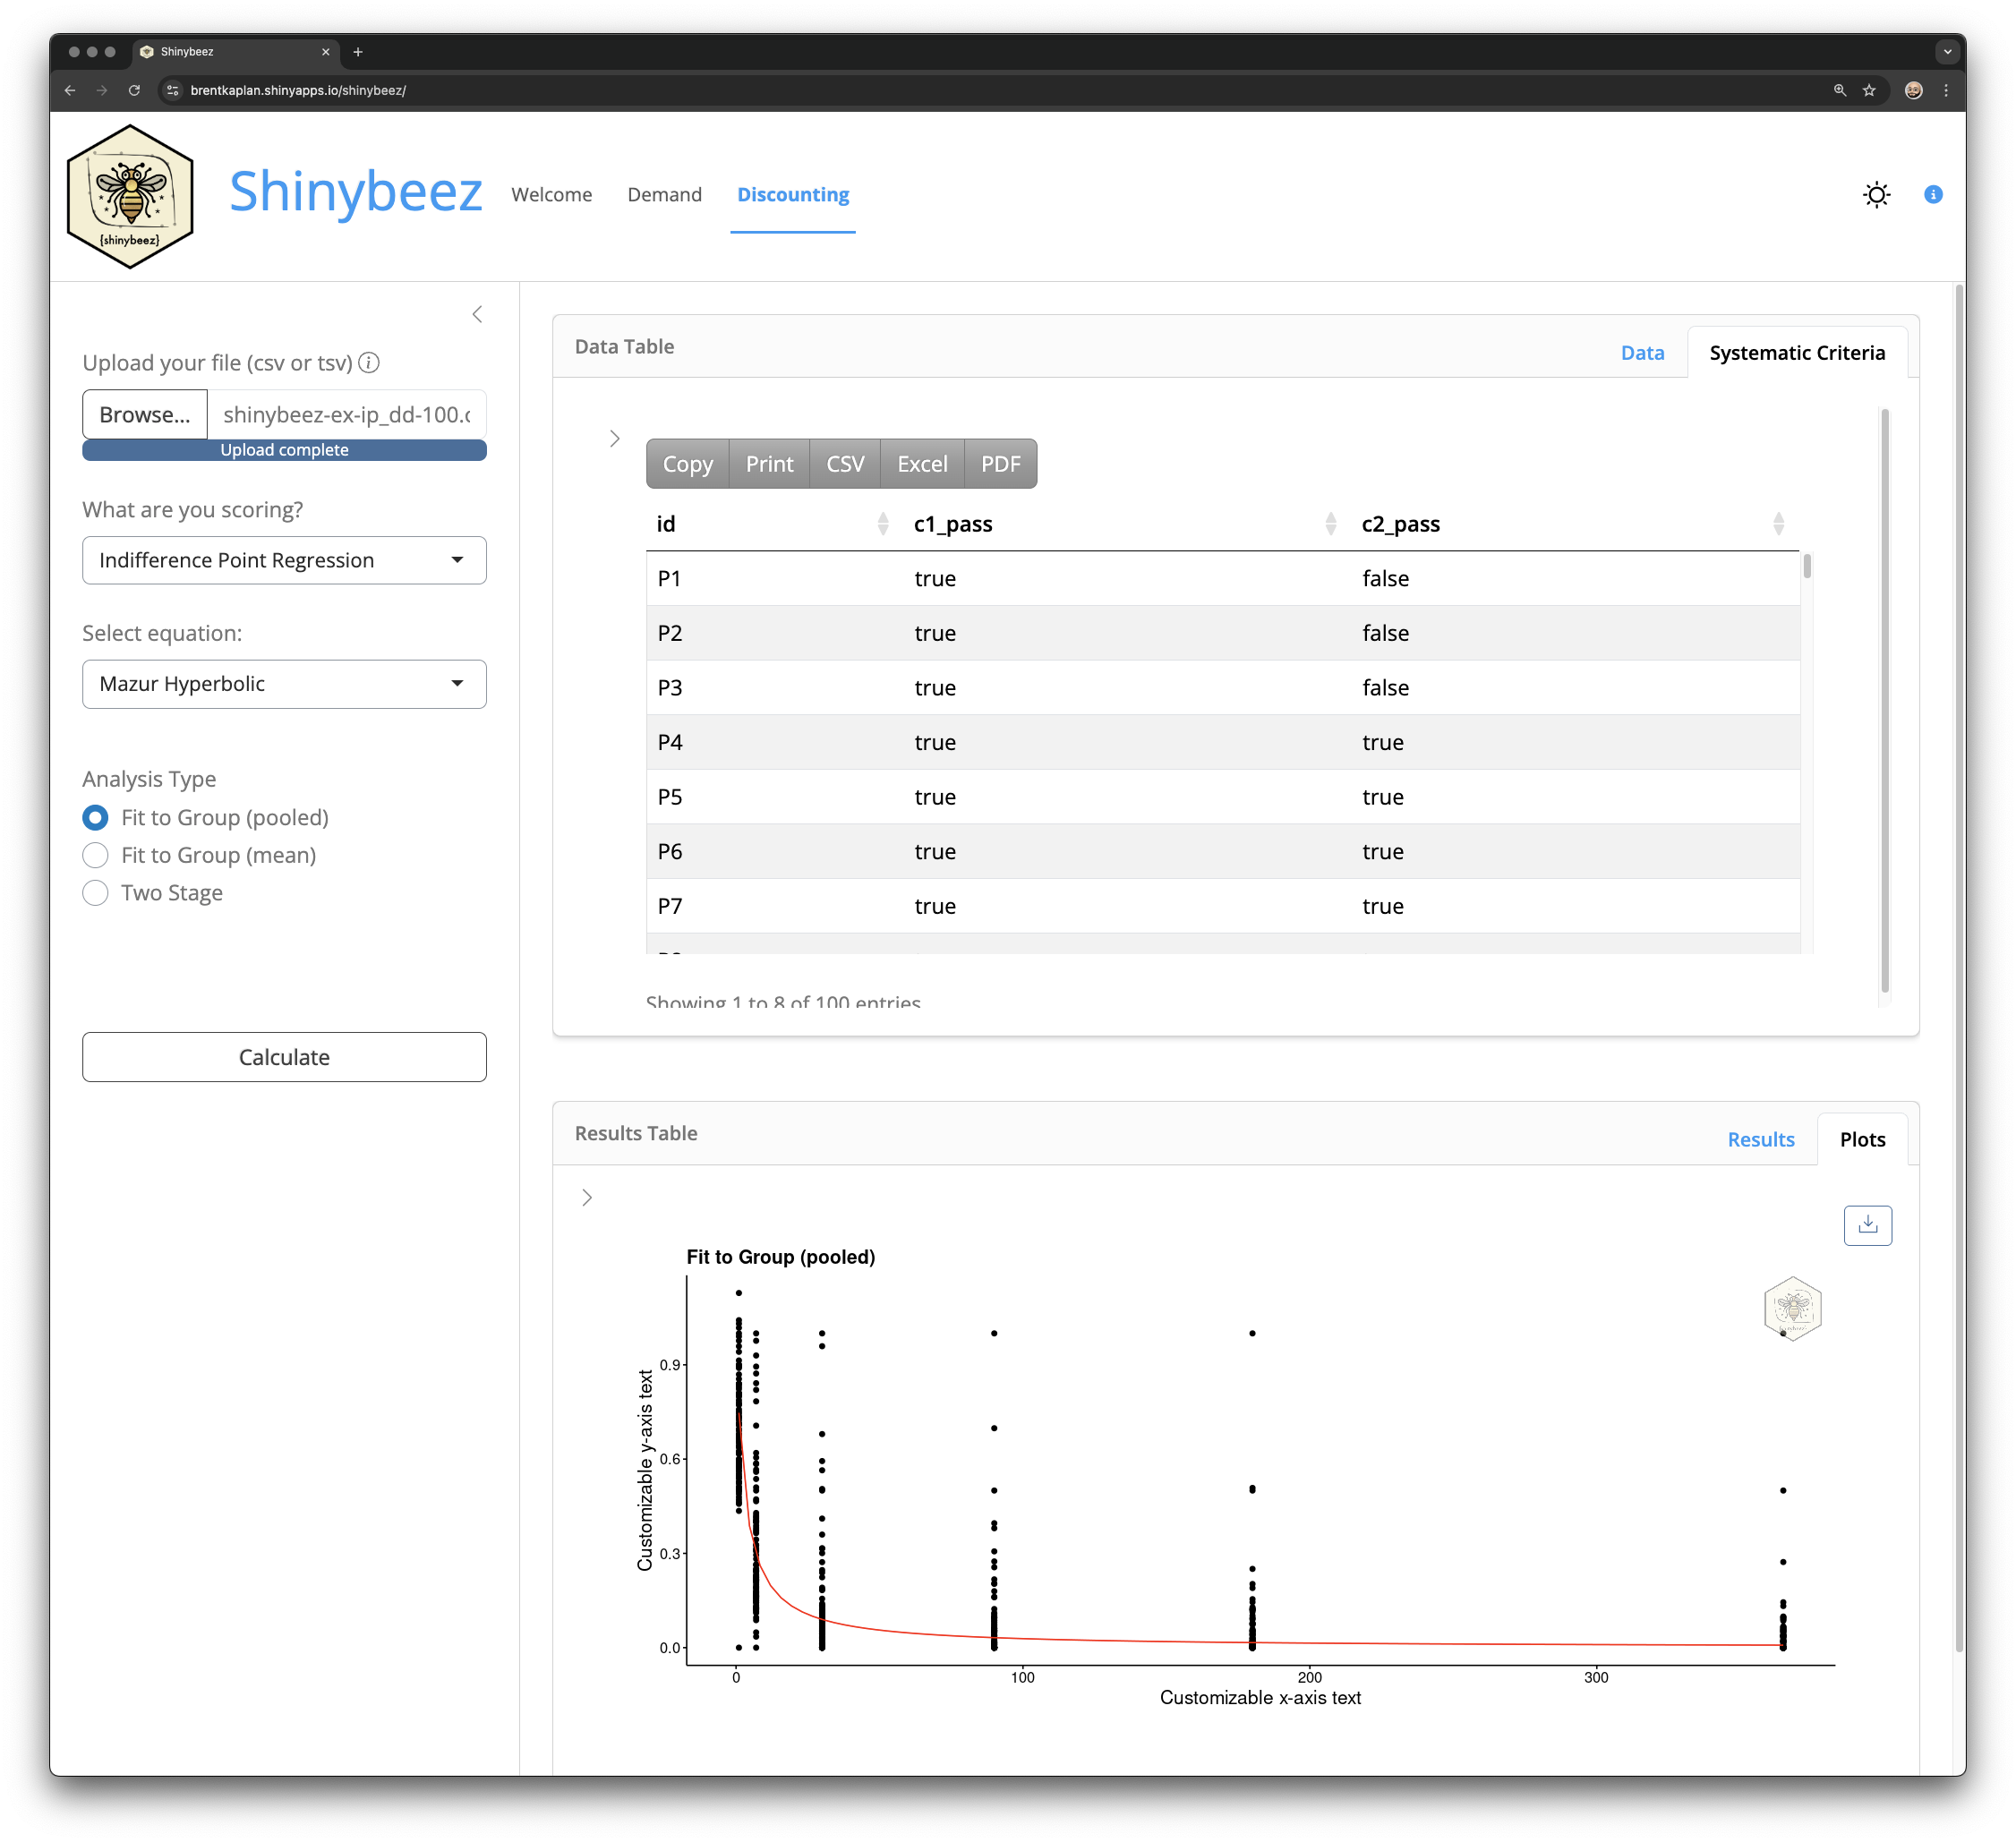 Shinybeez
brentkaplan.shinyapps.io/shinybeez/
{shinybeez}
Shinybeez
Welcome
Demand
Discounting
Upload your file (csv or tsv)
Browse...
shinybeez-ex-ip_dd-100.c
Upload complete
What are you scoring?
Indifference Point Regression
Select equation:
Mazur Hyperbolic
Analysis Type
Fit to Group (pooled)
Fit to Group (mean)
Two Stage
Calculate
Data Table
Data
Systematic Criteria
Copy Print CSV Excel PDF
id c1_pass c2_pass
P1 true false
P2 true false
P3 true false
P4 true true
P5 true true
P6 true true
P7 true true
Showing 1 to 8 of 100 entries
Results Table
Results
Plots
Fit to Group (pooled)
Customizable y-axis text
0.9
0.6
0.3
0.0
0 100 200 300
Customizable x-axis text